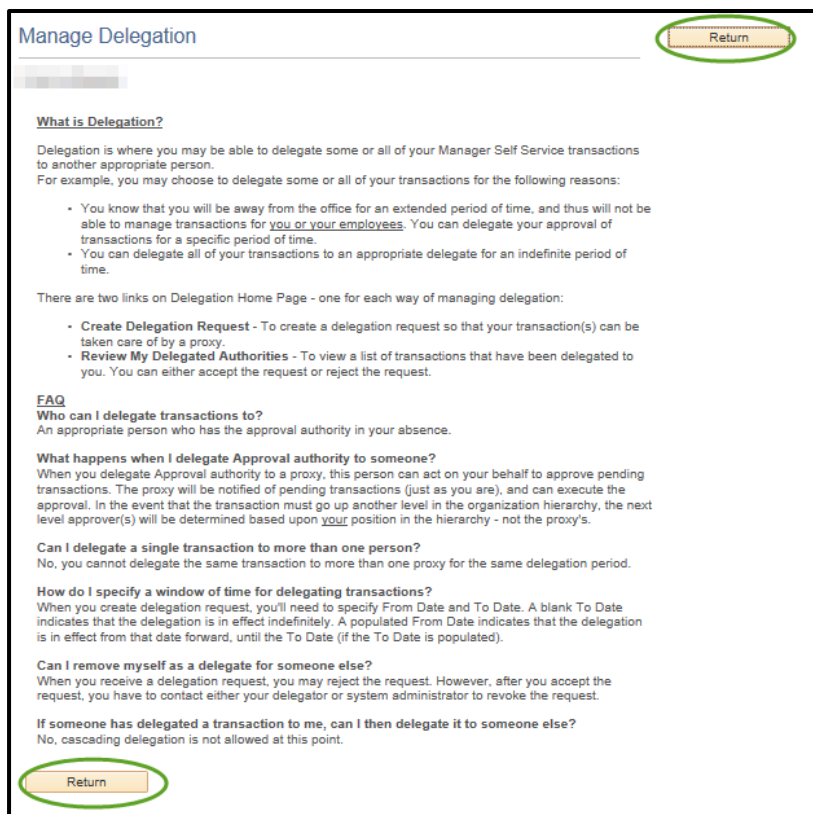 Manage Delegation
Return
What is Delegation?
Delegation is where you may be able to delegate some or all of your Manager Self Service transactions
to another appropriate person.
For example, you may choose to delegate some or all of your transactions for the following reasons:
• You know that you will be away from the office for an extended period of time, and thus will not be
able to manage transactions for you or your employees. You can delegate your approval of
transactions for a specific period of time.
• You can delegate all of your transactions to an appropriate delegate for an indefinite period of
time.
There are two links on Delegation Home Page - one for each way of managing delegation:
• Create Delegation Request - To create a delegation request so that your transaction(s) can be
taken care of by a proxy.
• Review My Delegated Authorities - To view a list of transactions that have been delegated to
you. You can either accept the request or reject the request.
FAQ
Who can I delegate transactions to?
An appropriate person who has the approval authority in your absence.
What happens when I delegate Approval authority to someone?
When you delegate Approval authority to a proxy, this person can act on your behalf to approve pending
transactions. The proxy will be notified of pending transactions (just as you are), and can execute the
approval. In the event that the transaction must go up another level in the organization hierarchy, the next
level approver(s) will be determined based upon your position in the hierarchy - not the proxy's.
Can I delegate a single transaction to more than one person?
No, you cannot delegate the same transaction to more than one proxy for the same delegation period.
How do I specify a window of time for delegating transactions?
When you create delegation request, you'll need to specify From Date and To Date. A blank To Date
indicates that the delegation is in effect indefinitely. A populated From Date indicates that the delegation
is in effect from that date forward, until the To Date (if the To Date is populated).
Can I remove myself as a delegate for someone else?
When you receive a delegation request, you may reject the request. However, after you accept the
request, you have to contact either your delegator or system administrator to revoke the request.
If someone has delegated a transaction to me, can I then delegate it to someone else?
No, cascading delegation is not allowed at this point.
Return